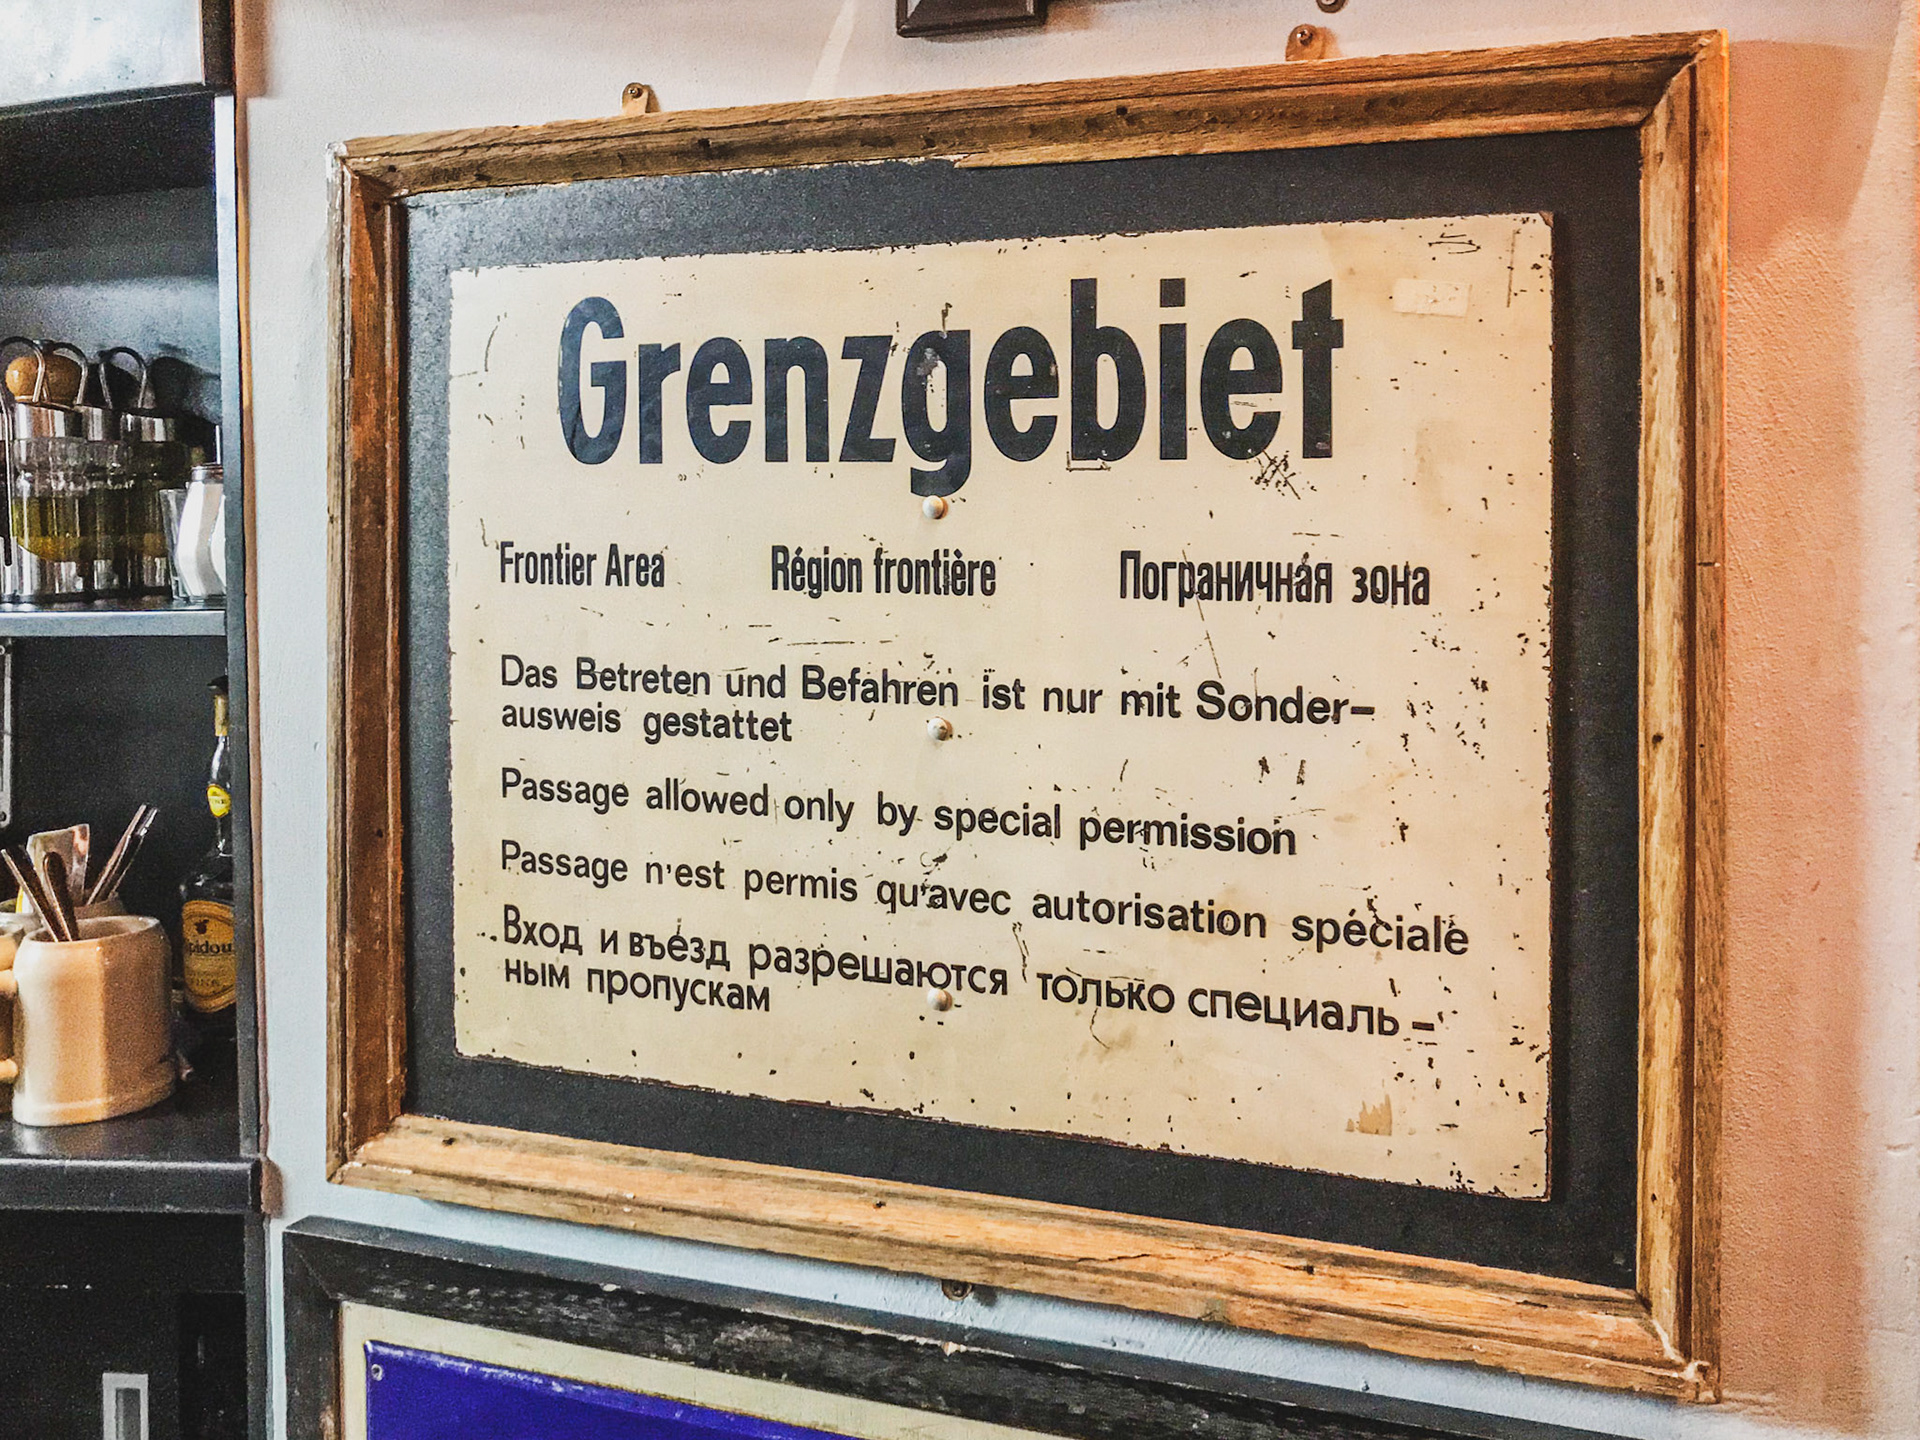 Grenzgebiet
Frontier Area Région frontière Пограничная зона
Das Betreten und Befahren ist nur mit Sonder-
ausweis gestattet
Passage allowed only by special permission
Passage n'est permis qu'avec autorisation spéciale
Вход и въезд разрешаются только специаль-
ным пропускам